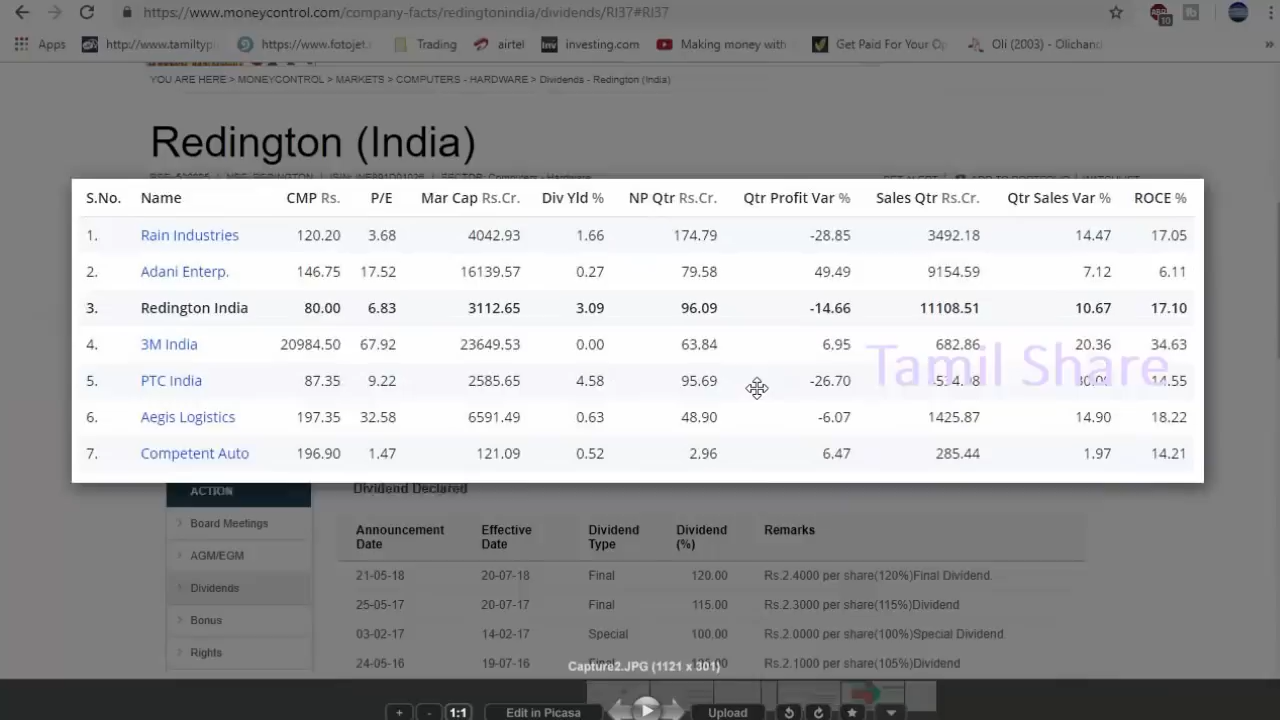 https://www.moneycontrol.com/company-facts/redingtonindia/dividends/RI37#RI37
Apps http://www.tamiltyp https://www.fotojet. Trading airtel investing.com Making money with Get Paid For Your Op Oli (2003) - Olichand
YOU ARE HERE > MONEYCONTROL > MARKETS > COMPUTERS - HARDWARE > Dividends - Redington (India)
Redington (India)
S.No. Name CMP Rs. P/E Mar Cap Rs.Cr. Div Yld % NP Qtr Rs.Cr. Qtr Profit Var % Sales Qtr Rs.Cr. Qtr Sales Var % ROCE %
1. Rain Industries 120.20 3.68 4042.93 1.66 174.79 -28.85 3492.18 14.47 17.05
2. Adani Enterp. 146.75 17.52 16139.57 0.27 79.58 49.49 9154.59 7.12 6.11
3. Redington India 80.00 6.83 3112.65 3.09 96.09 -14.66 11108.51 10.67 17.10
4. 3M India 20984.50 67.92 23649.53 0.00 63.84 6.95 682.86 20.36 34.63
Tamil Share
5. PTC India 87.35 9.22 2585.65 4.58 95.69 -26.70 14.55
6. Aegis Logistics 197.35 32.58 6591.49 0.63 48.90 -6.07 1425.87 14.90 18.22
7. Competent Auto 196.90 1.47 121.09 0.52 2.96 6.47 285.44 1.97 14.21
ACTION Dividend Declared
Board Meetings
AGM/EGM
Dividends
Bonus
Rights
Announcement Date Effective Date Dividend Type Dividend (%) Remarks
21-05-18 20-07-18 Final 120.00 Rs.2.4000 per share(120%)Final Dividend.
25-05-17 20-07-17 Final 115.00 Rs.2.3000 per share(115%)Dividend
03-02-17 14-02-17 Special 100.00 Rs.2.0000 per share(100%)Special Dividend
24-05-16 19-07-16 Rs.2.1000 per share(105%)Dividend
Capture2.JPG (1121 x 301)
+ - 1:1 Edit in Picasa Upload